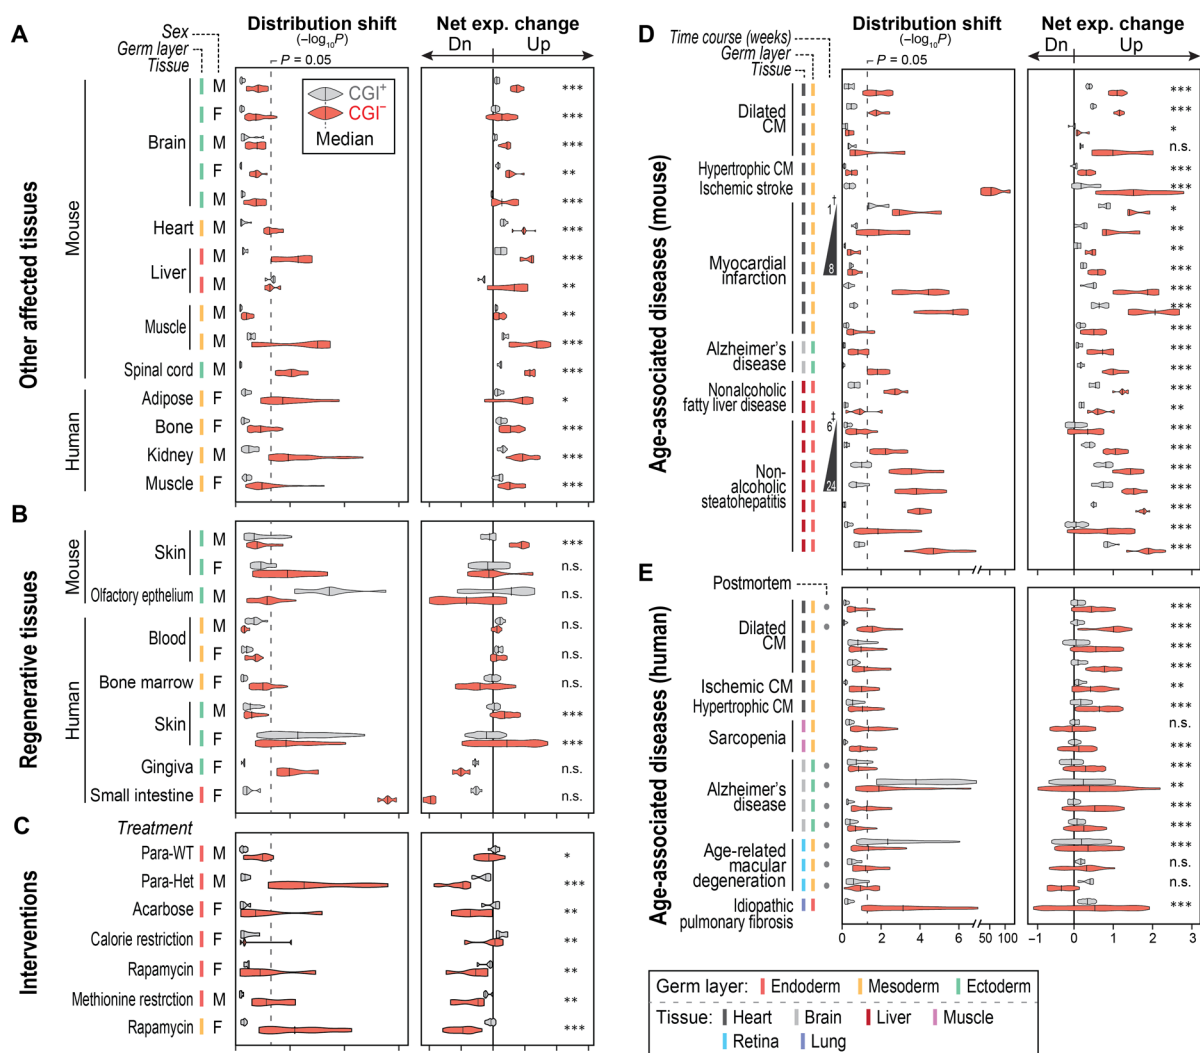 A
Sex
Germ layer
Tissue
Distribution shift
(−log10P)
P = 0.05
Net exp. change
Dn Up
CGI+
CGI−
Median
Other affected tissues
Mouse
Brain
M ***
F ***
M ***
F **
M ***
Heart M ***
Liver
M ***
M **
Muscle
M **
M ***
Spinal cord M ***
Human
Adipose F *
Bone F ***
Kidney M ***
Muscle F ***
B
Regenerative tissues
Mouse
Skin
M ***
F n.s.
Olfactory ephelium M n.s.
Human
Blood
M n.s.
F n.s.
Bone marrow F n.s.
Skin
M ***
F ***
Gingiva F n.s.
Small intestine F n.s.
C
Interventions
Treatment
Para-WT M *
Para-Het M ***
Acarbose F **
Calorie restriction F **
Rapamycin F **
Methionine restrction M **
Rapamycin F ***
D
Time course (weeks)
Germ layer
Tissue
Distribution shift
(−log10P)
P = 0.05
Net exp. change
Dn Up
Age-associated diseases (mouse)
Dilated
CM
***
***
*
n.s.
Hypertrophic CM ***
Ischemic stroke ***
Myocardial
infarction
1†
8
*
**
**
**
***
***
***
Alzheimer's
disease
***
***
Nonalcoholic
fatty liver disease
***
**
Non-
alcoholic
steatohepatitis
6‡
24
***
***
***
***
***
***
***
E
Postmortem
Age-associated diseases (human)
Dilated
CM
***
***
***
***
Ischemic CM **
Hypertrophic CM ***
Sarcopenia
n.s.
***
Alzheimer's
disease
***
**
***
***
Age-related
macular
degeneration
***
n.s.
n.s.
Idiopathic
pulmonary fibrosis
***
0 2 4 6 50 100
−1 0 1 2 3
Germ layer: Endoderm Mesoderm Ectoderm
Tissue: Heart Brain Liver Muscle
Retina Lung